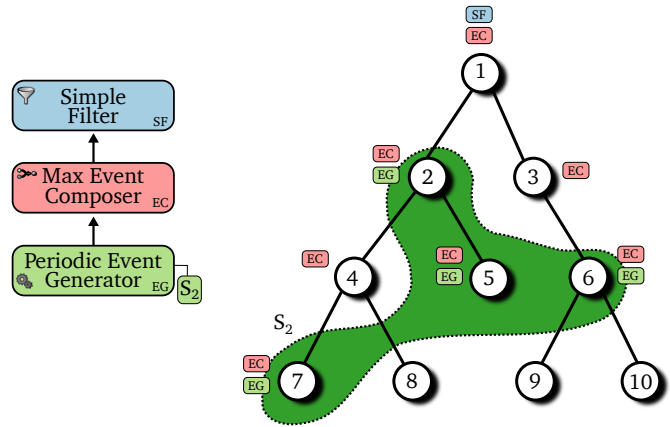 Simple
Filter
SF
Max Event
Composer
EC
Periodic Event
Generator
EG
S2
SF
EC
1
EC
EG
2
3
EC
EC
4
EC
EG
5
6
EC
EG
S2
EC
EG
7
8
9
10